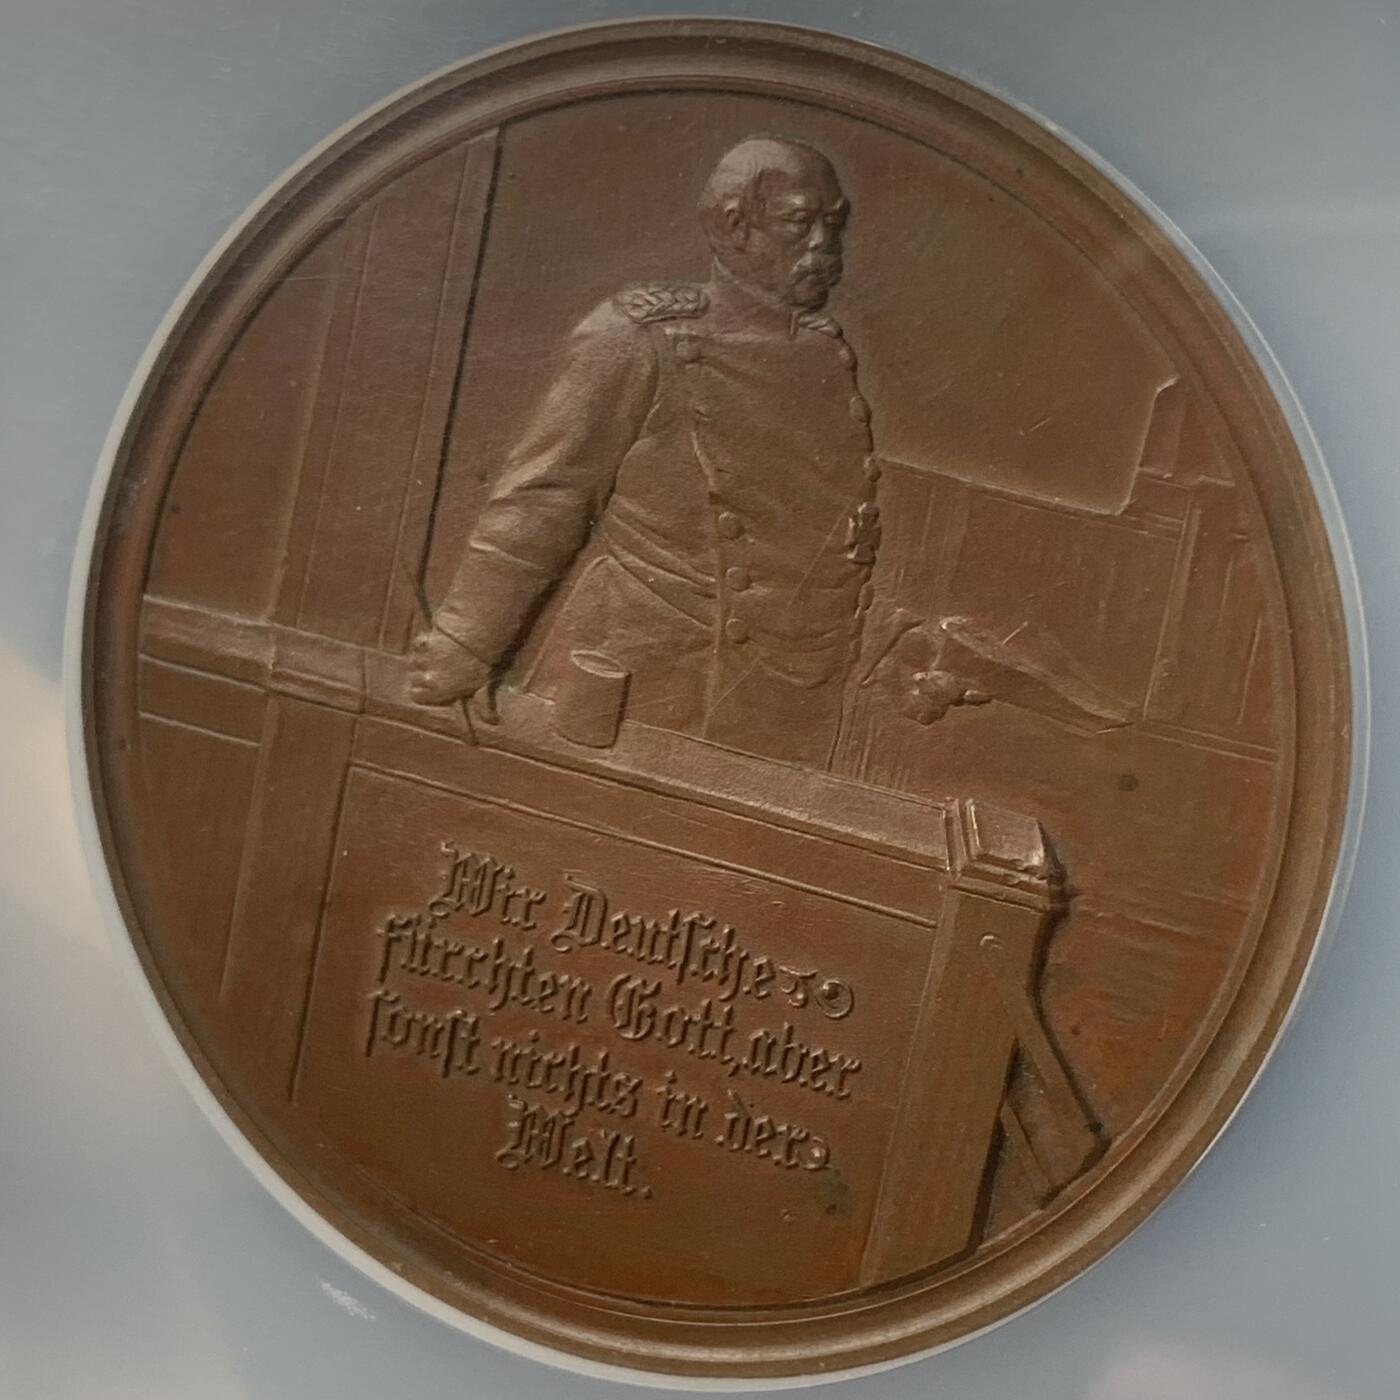 Wir Deutsche
fürchten Gott, aber
sonst nichts in der
Welt.